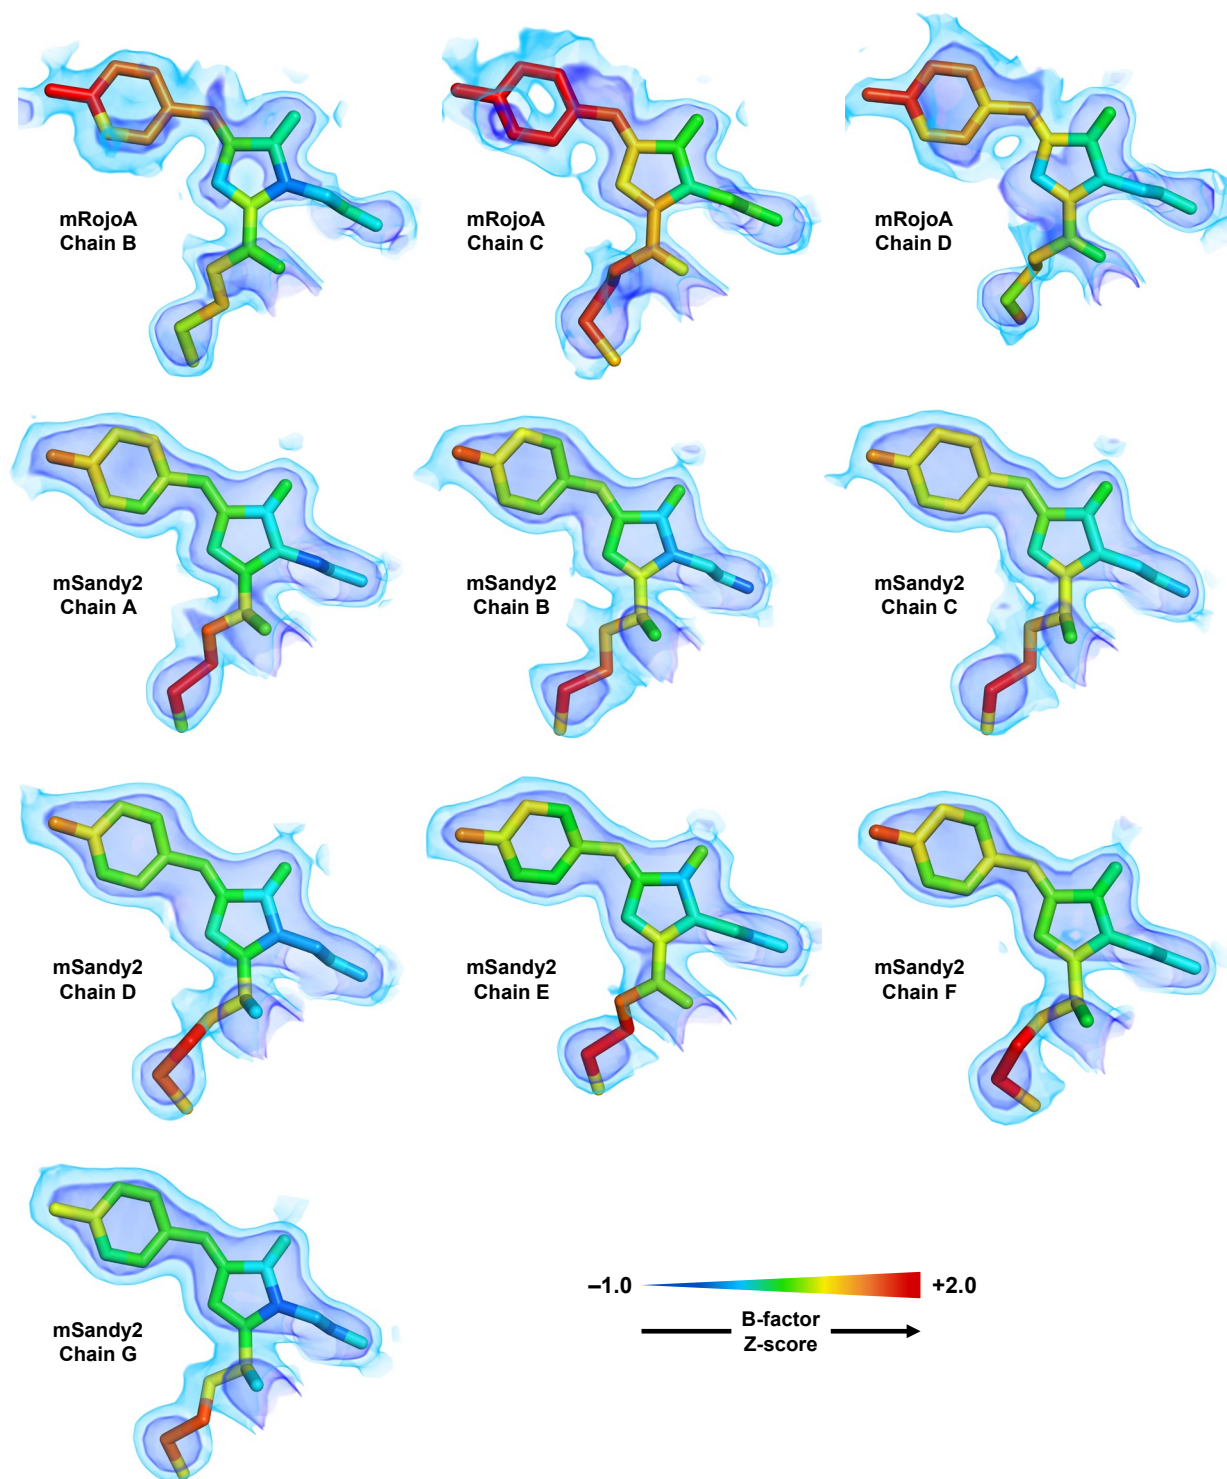 mRojoA
Chain B
mRojoA
Chain C
mRojoA
Chain D
mSandy2
Chain A
mSandy2
Chain B
mSandy2
Chain C
mSandy2
Chain D
mSandy2
Chain E
mSandy2
Chain F
mSandy2
Chain G
–1.0
+2.0
B-factor
Z-score